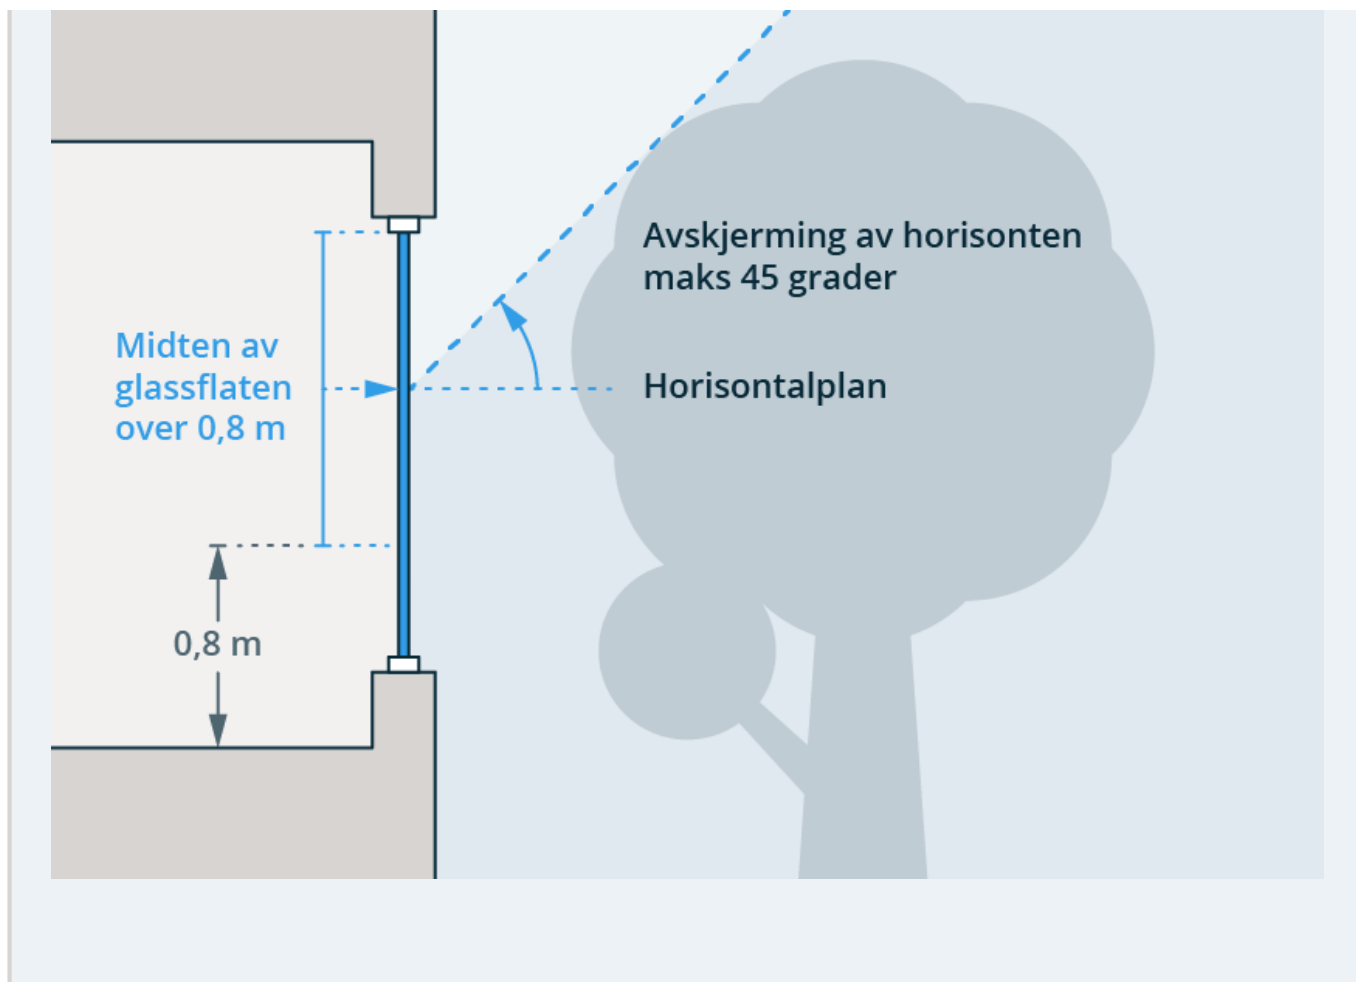 Avskjerming av horisonten
maks 45 grader
Midten av
glassflaten
over 0,8 m
Horisontalplan
0,8 m